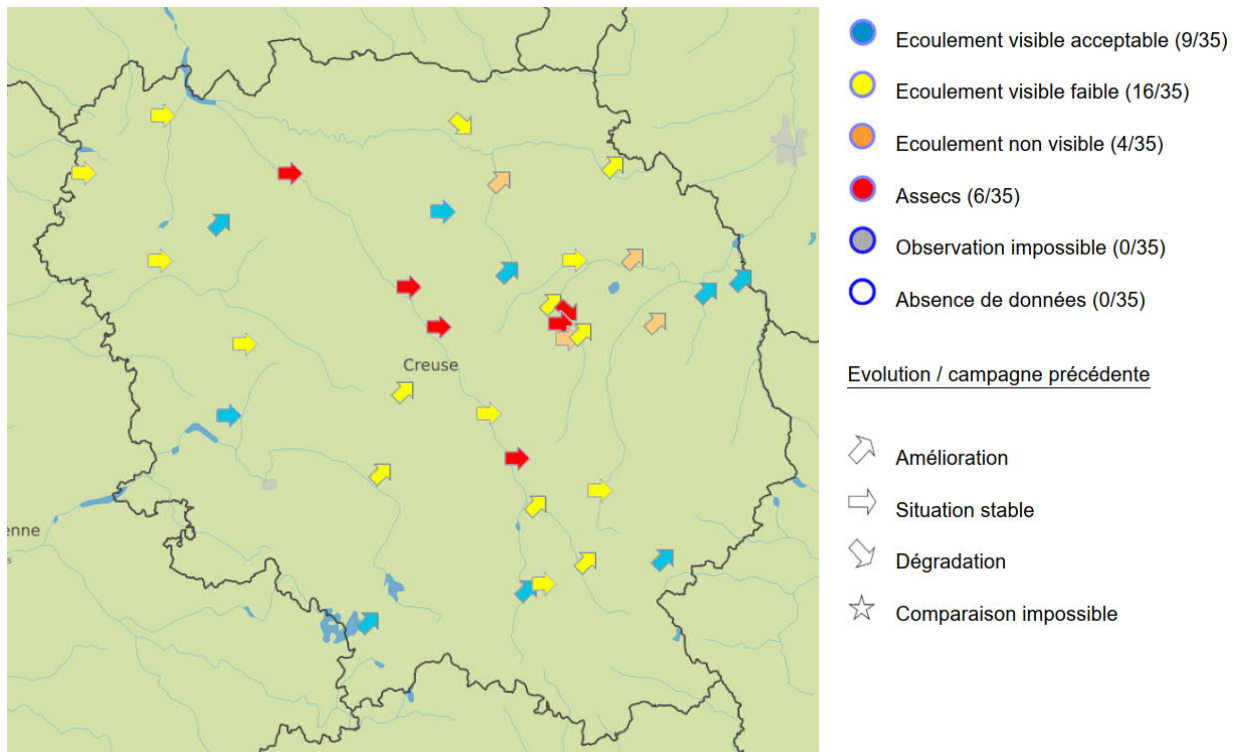 Ecoulement visible acceptable (9/35)
Ecoulement visible faible (16/35)
Ecoulement non visible (4/35)
Assecs (6/35)
Observation impossible (0/35)
Absence de données (0/35)
Evolution / campagne précédente
Amélioration
Situation stable
Dégradation
Comparaison impossible
Creuse
enne